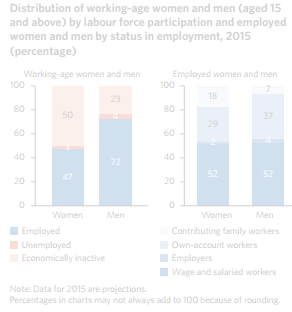 Distribution of working-age women and men (aged 15
and above) by labour force participation and employed
women and men by status in employment, 2015
(percentage)
Working-age women and men
Employed women and men
100
80
60
40
20
0
50
47
23
72
Women
Men
100
80
60
40
20
0
18
29
52
7
37
4
52
Women
Men
Employed
Unemployed
Economically inactive
Contributing family workers
Own-account workers
Employers
Wage and salaried workers
Note: Data for 2015 are projections.
Percentages in charts may not always add to 100 because of rounding.